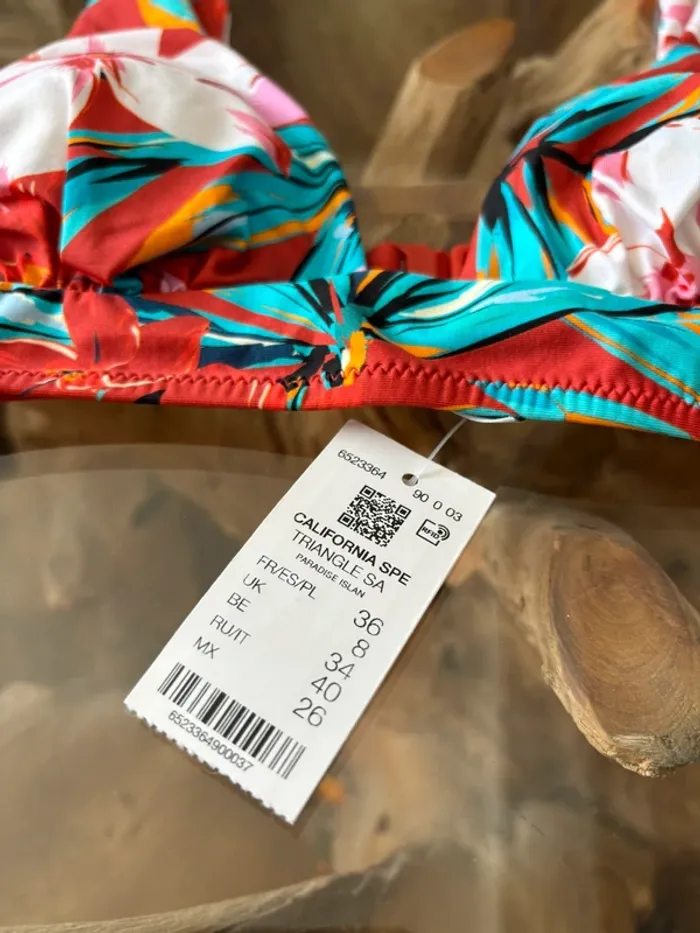 6523364 90 0 03
RFID
CALIFORNIA SPE
TRIANGLE SA
PARADISE ISLAN
FR/ES/PL 36
UK 8
BE 34
RU/IT 40
MX 26
6523364900037